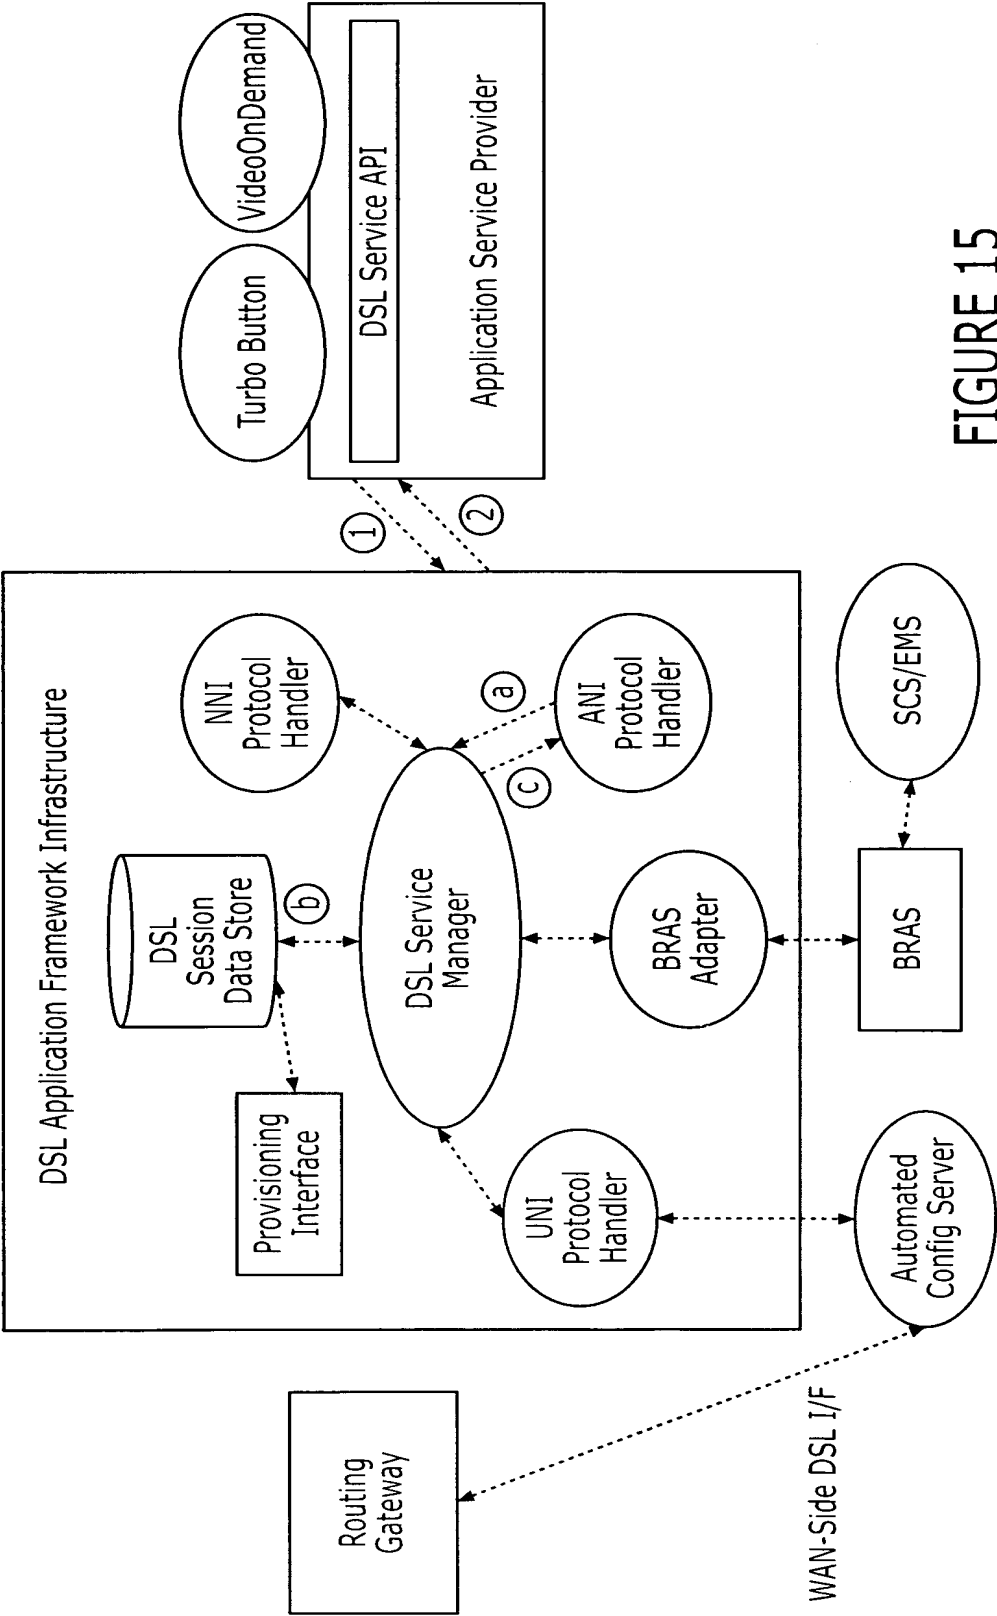 DSL Application Framework Infrastructure
Routing
Gateway
Provisioning
Interface
DSL
Session
Data Store
b
NNI
Protocol
Handler
DSL Service
Manager
a
c
UNI
Protocol
Handler
BRAS
Adapter
ANI
Protocol
Handler
1
2
Turbo Button
VideoOnDemand
DSL Service API
Application Service Provider
WAN-Side DSL I/F
Automated
Config Server
BRAS
SCS/EMS
FIGURE 15